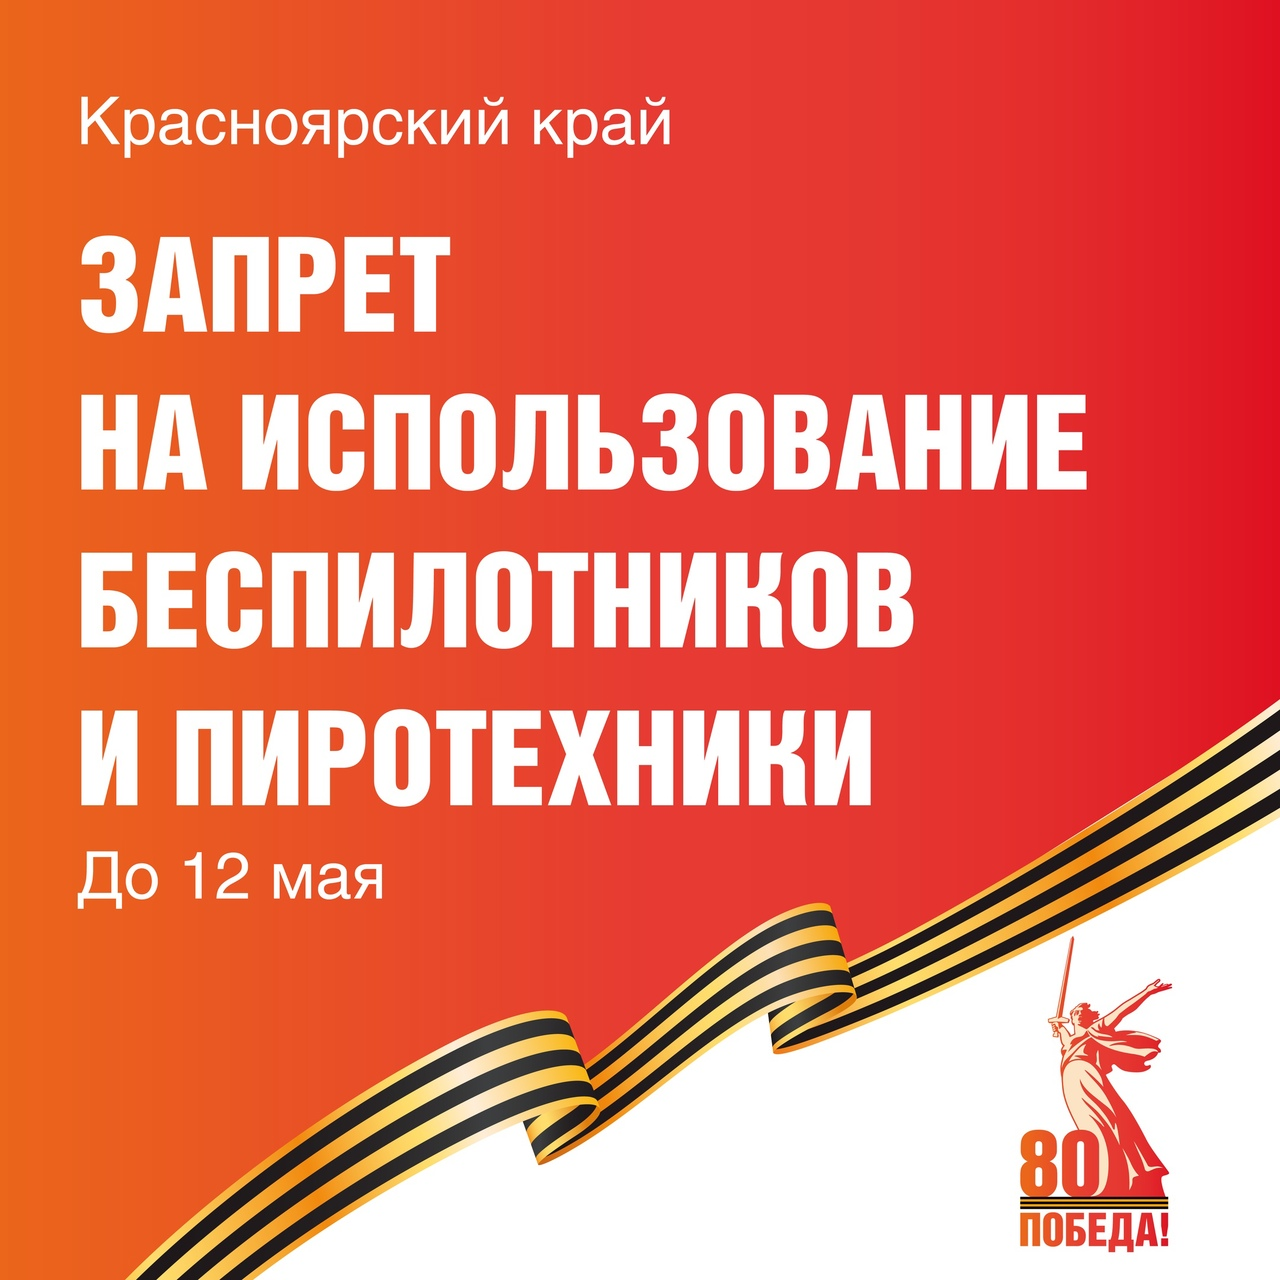 Красноярский край
ЗАПРЕТ
НА ИСПОЛЬЗОВАНИЕ
БЕСПИЛОТНИКОВ
И ПИРОТЕХНИКИ
До 12 мая
80
ПОБЕДА!